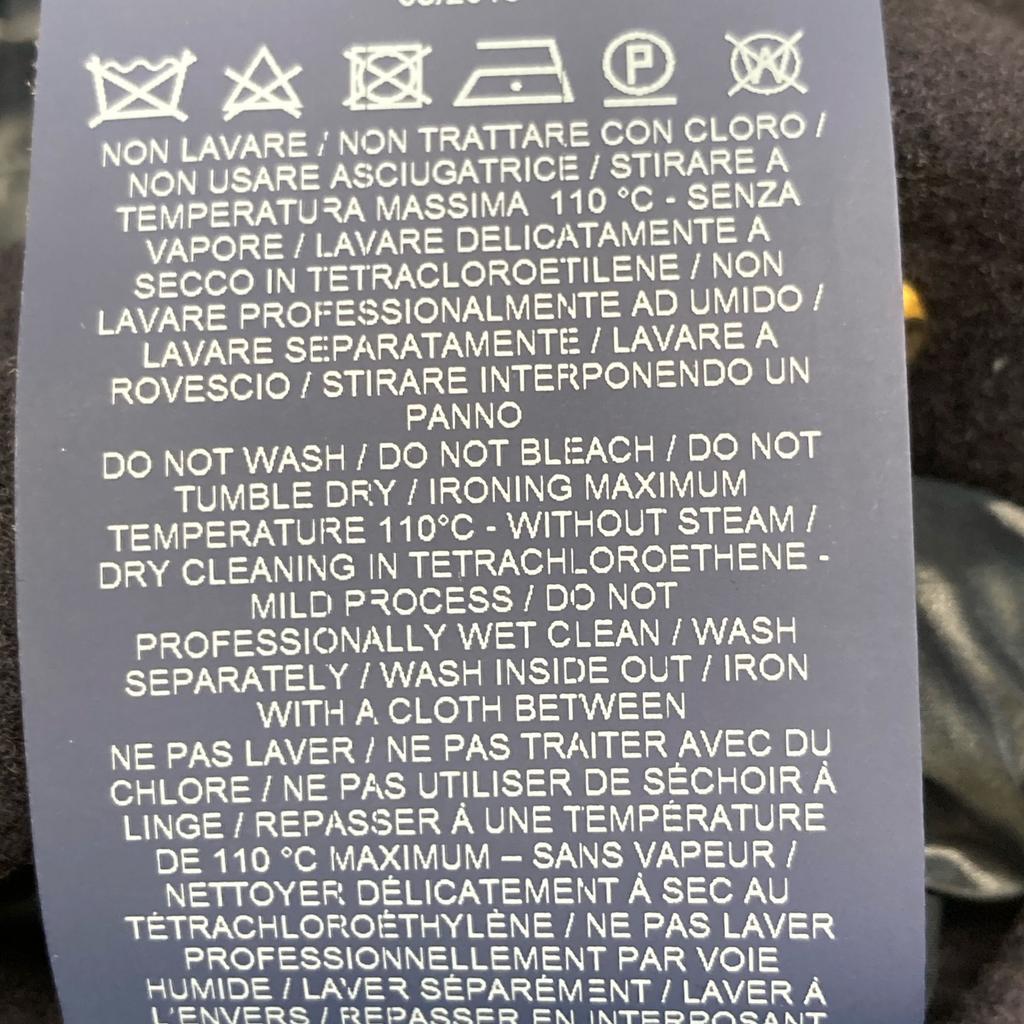 P W
NON LAVARE / NON TRATTARE CON CLORO /
NON USARE ASCIUGATRICE / STIRARE A
TEMPERATURA MASSIMA 110 °C - SENZA
VAPORE / LAVARE DELICATAMENTE A
SECCO IN TETRACLOROETILENE / NON
LAVARE PROFESSIONALMENTE AD UMIDO /
LAVARE SEPARATAMENTE / LAVARE A
ROVESCIO / STIRARE INTERPONENDO UN
PANNO
DO NOT WASH / DO NOT BLEACH / DO NOT
TUMBLE DRY / IRONING MAXIMUM
TEMPERATURE 110°C - WITHOUT STEAM /
DRY CLEANING IN TETRACHLOROETHENE -
MILD PROCESS / DO NOT
PROFESSIONALLY WET CLEAN / WASH
SEPARATELY / WASH INSIDE OUT / IRON
WITH A CLOTH BETWEEN
NE PAS LAVER / NE PAS TRAITER AVEC DU
CHLORE / NE PAS UTILISER DE SÉCHOIR À
LINGE / REPASSER À UNE TEMPÉRATURE
DE 110 °C MAXIMUM – SANS VAPEUR /
NETTOYER DÉLICATEMENT À SEC AU
TÉTRACHLOROÉTHYLÈNE / NE PAS LAVER
PROFESSIONNELLEMENT PAR VOIE
HUMIDE / LAVER SÉPARÉMENT / LAVER À
L'ENVERS / REPASSER EN INTERPOSANT